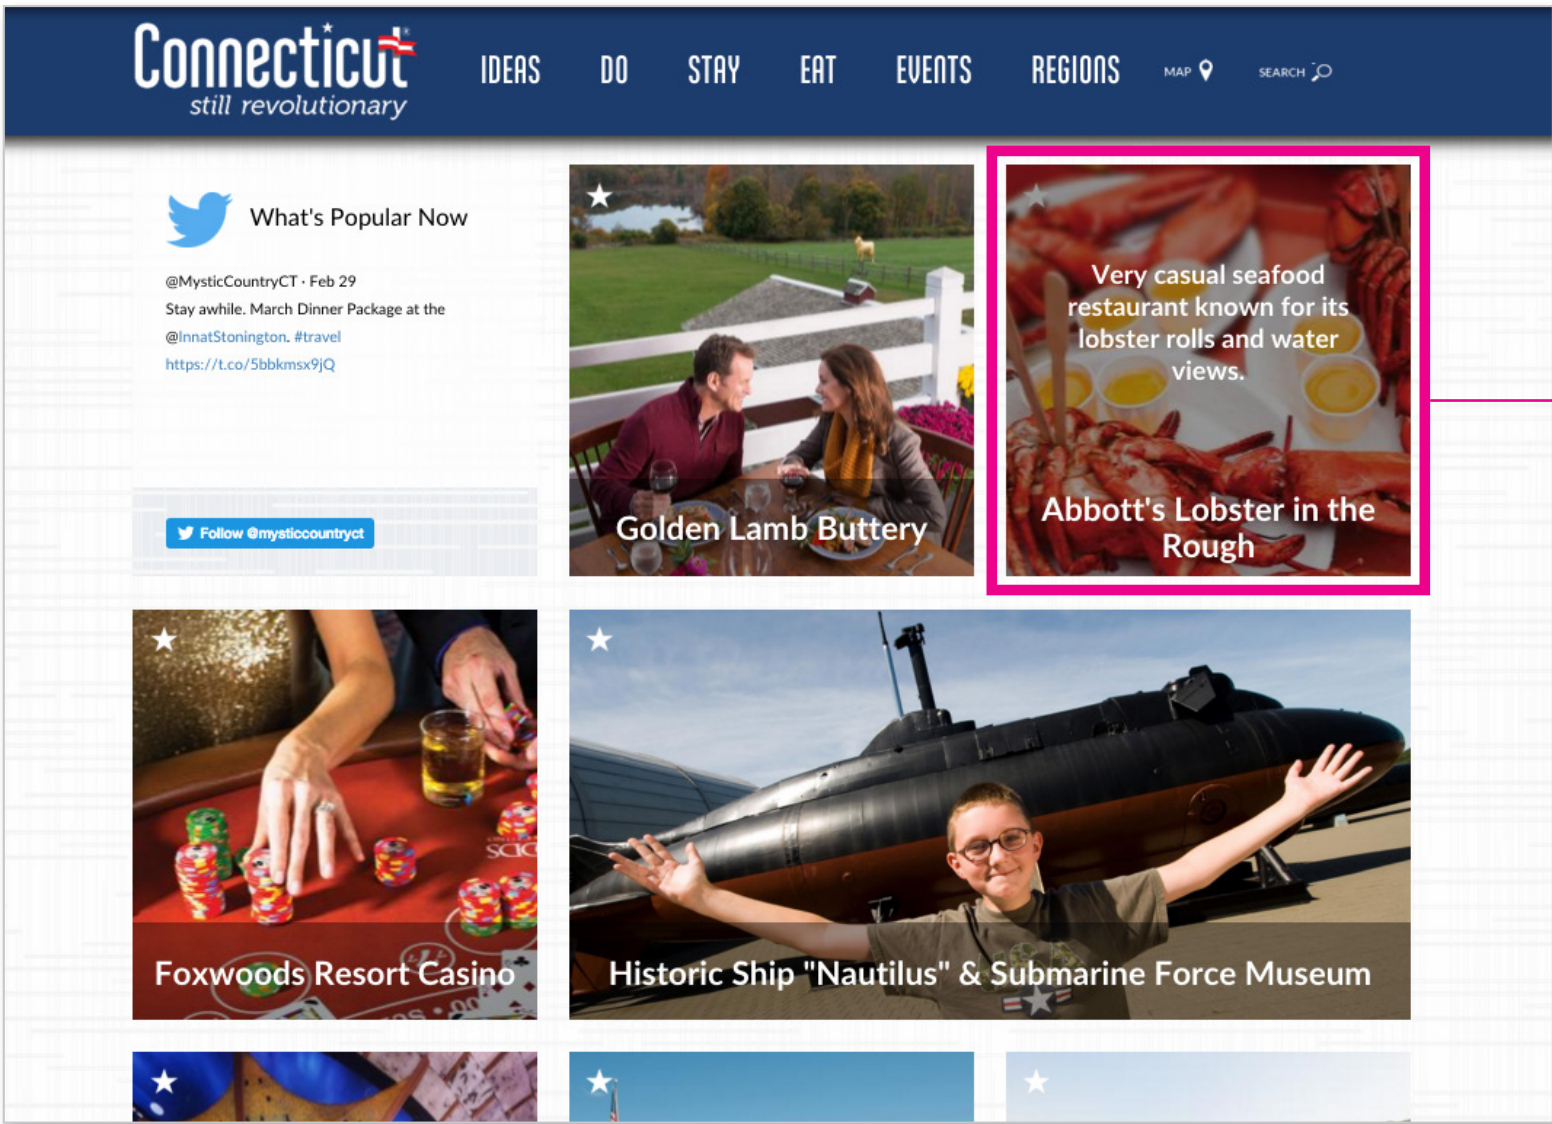 Connecticut
still revolutionary
IDEAS DO STAY EAT EVENTS REGIONS MAP SEARCH
What's Popular Now
@MysticCountryCT · Feb 29
Stay awhile. March Dinner Package at the
@InnatStonington. #travel
https://t.co/5bbkmsx9jQ
Follow @mysticcountryct
Golden Lamb Buttery
Very casual seafood
restaurant known for its
lobster rolls and water
views.
Abbott's Lobster in the
Rough
Foxwoods Resort Casino
Historic Ship "Nautilus" & Submarine Force Museum